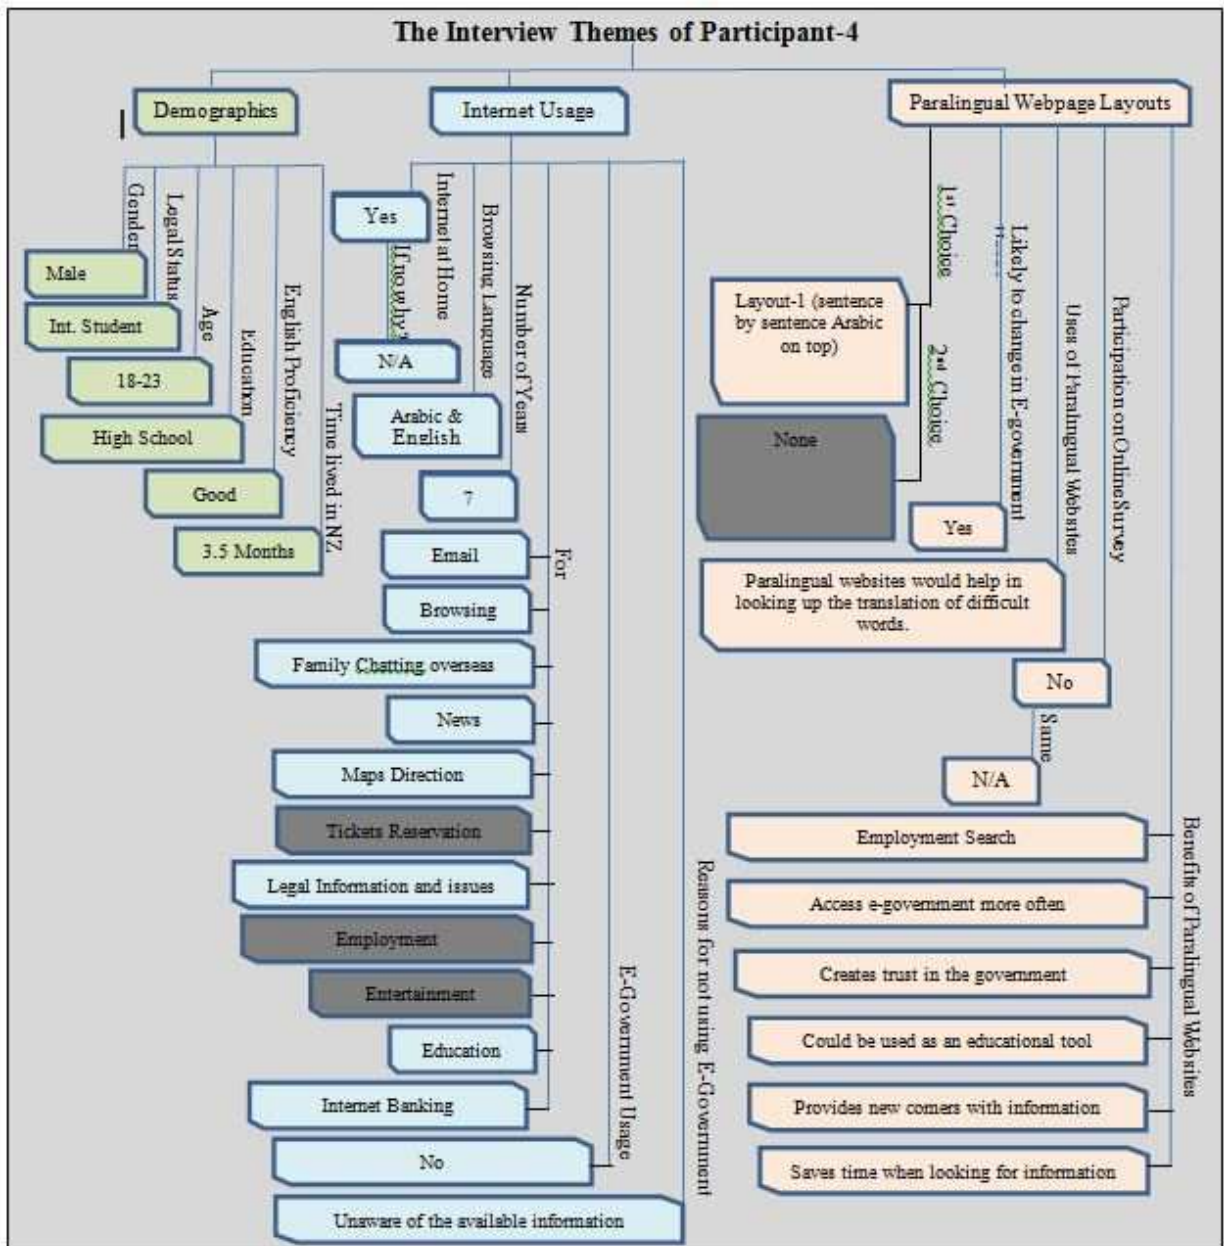 The Interview Themes of Participant-4
Demographics
Internet Usage
Paralingual Webpage Layouts
Gender
Male
Legal Status
Int. Student
Age
18-23
Education
High School
English Proficiency
Good
Time lived in NZ
3.5 Months
Internet at Home
Yes
If no why?
N/A
Browsing Language
Arabic &
English
Number of Years
7
For
Email
Browsing
Family Chatting overseas
News
Maps Direction
Tickets Reservation
Legal Information and issues
Employment
Entertainment
Education
Internet Banking
E-Government Usage
No
Reasons for not using E-Government
Unaware of the available information
1st Choice
Layout-1 (sentence
by sentence Arabic
on top)
2nd Choice
None
Likely to change in E-government
Yes
Uses of Paralingual Websites
Paralingual websites would help in
looking up the translation of difficult
words.
Participation on Online Survey
No
Same
N/A
Benefits of Paralingual Websites
Employment Search
Access e-government more often
Creates trust in the government
Could be used as an educational tool
Provides new comers with information
Saves time when looking for information